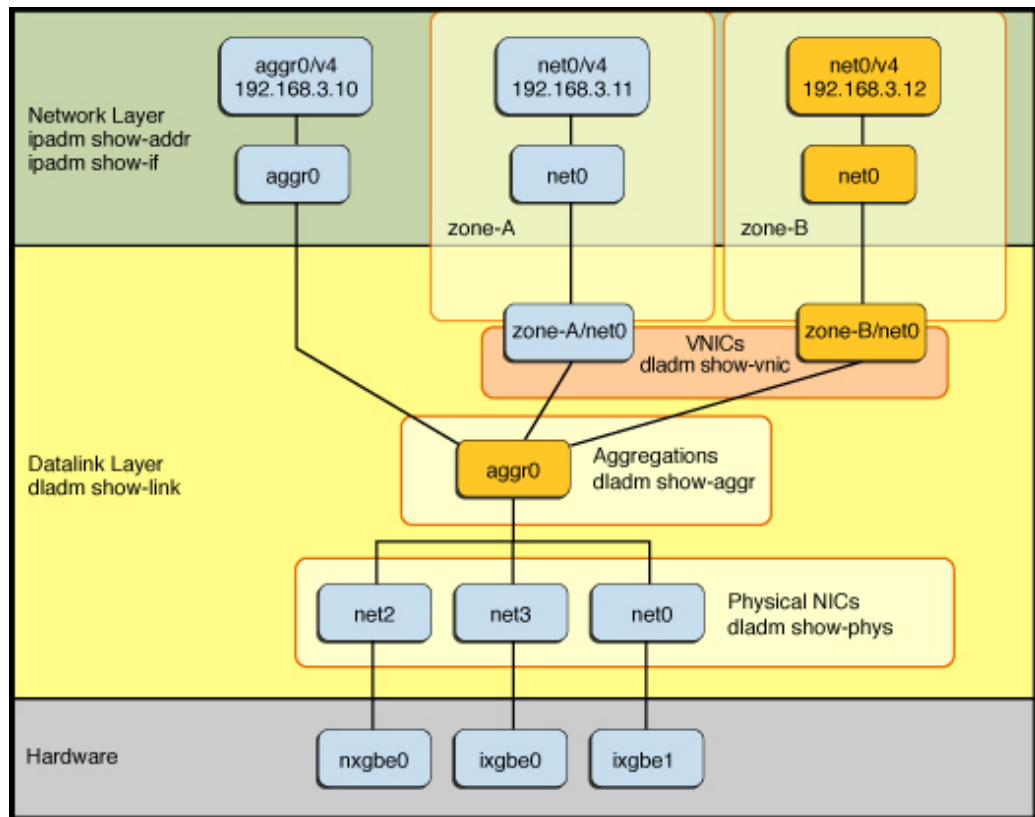 aggr0/v4
192.168.3.10
net0/v4
192.168.3.11
net0/v4
192.168.3.12
Network Layer
ipadm show-addr
ipadm show-if
aggr0
net0
net0
zone-A
zone-B
zone-A/net0
VNICs
dladm show-vnic
zone-B/net0
Datalink Layer
dladm show-link
aggr0
Aggregations
dladm show-aggr
net2
net3
net0
Physical NICs
dladm show-phys
Hardware
nxgbe0
ixgbe0
ixgbe1